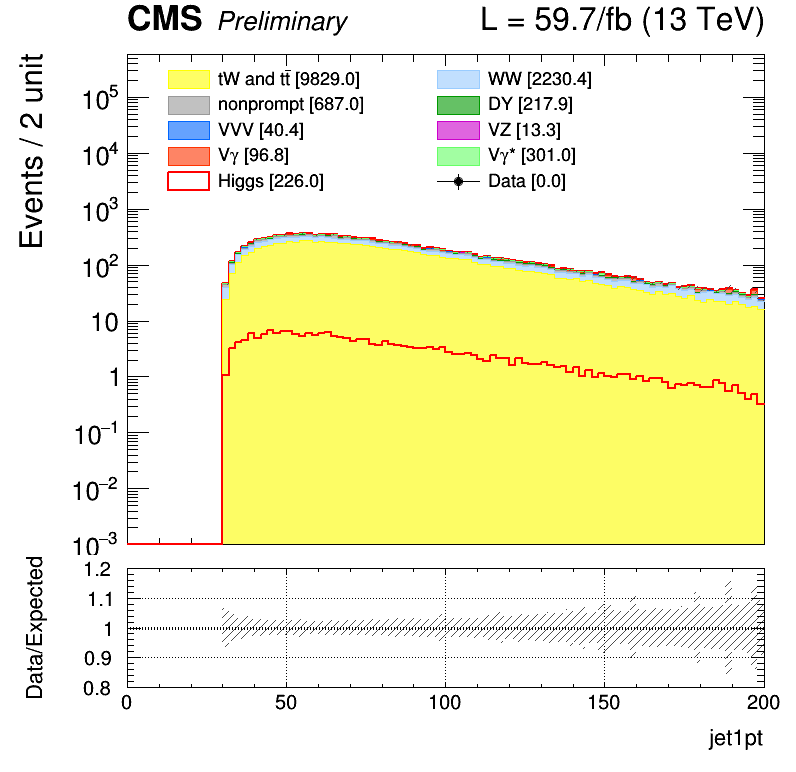 CMS Preliminary L = 59.7/fb (13 TeV)
Events / 2 unit
tW and tt̄ [9829.0] WW [2230.4]
nonprompt [687.0] DY [217.9]
VVV [40.4] VZ [13.3]
Vγ [96.8] Vγ* [301.0]
Higgs [226.0] Data [0.0]
10⁵
10⁴
10³
10²
10
1
10⁻¹
10⁻²
10⁻³
Data/Expected
1.2
1.1
1
0.9
0.8
0 50 100 150 200
jet1pt